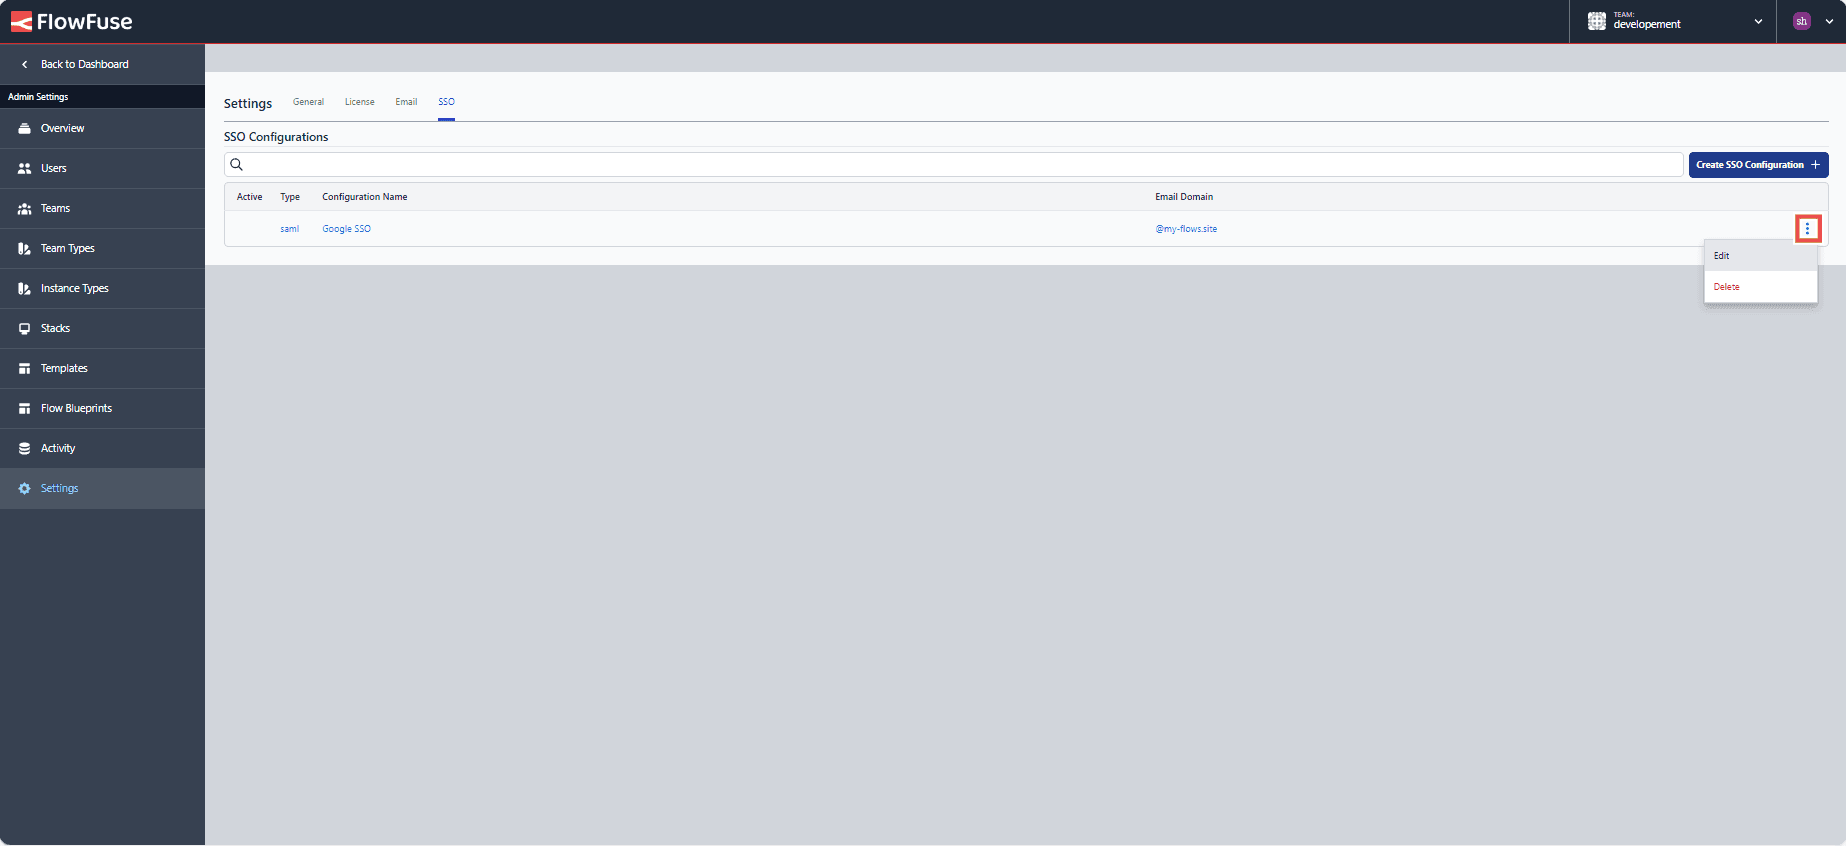 FlowFuse
TEAM:
developement
sh
Back to Dashboard
Admin Settings
Overview
Users
Teams
Team Types
Instance Types
Stacks
Templates
Flow Blueprints
Activity
Settings
Settings General License Email SSO
SSO Configurations
Create SSO Configuration +
Active Type Configuration Name Email Domain
saml Google SSO @my-flows.site
Edit
Delete